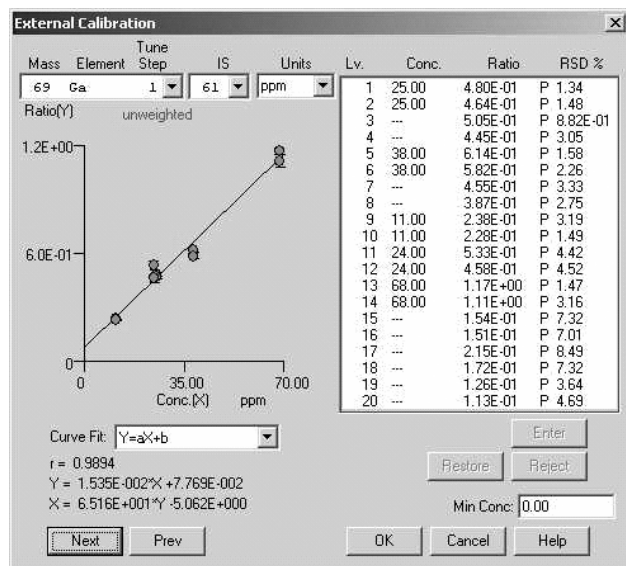 External Calibration
Mass Element Tune Step IS Units
69 Ga 1 61 ppm
Ratio(Y) unweighted
1.2E+00
6.0E-01
0
0 35.00 70.00
Conc.(X) ppm
Curve Fit: Y=aX+b
r = 0.9894
Y = 1.535E-002*X +7.769E-002
X = 6.516E+001*Y -5.062E+000
Next Prev
Lv. Conc. Ratio RSD %
1 25.00 4.80E-01 P 1.34
2 25.00 4.64E-01 P 1.48
3 --- 5.05E-01 P 8.82E-01
4 --- 4.45E-01 P 3.05
5 38.00 6.14E-01 P 1.58
6 38.00 5.82E-01 P 2.26
7 --- 4.55E-01 P 3.33
8 --- 3.87E-01 P 2.75
9 11.00 2.38E-01 P 3.19
10 11.00 2.28E-01 P 1.49
11 24.00 5.33E-01 P 4.42
12 24.00 4.58E-01 P 4.52
13 68.00 1.17E+00 P 1.47
14 68.00 1.11E+00 P 3.16
15 --- 1.54E-01 P 7.32
16 --- 1.51E-01 P 7.01
17 --- 2.15E-01 P 8.49
18 --- 1.72E-01 P 7.32
19 --- 1.26E-01 P 3.64
20 --- 1.13E-01 P 4.69
Enter
Restore Reject
Min Conc: 0.00
OK Cancel Help